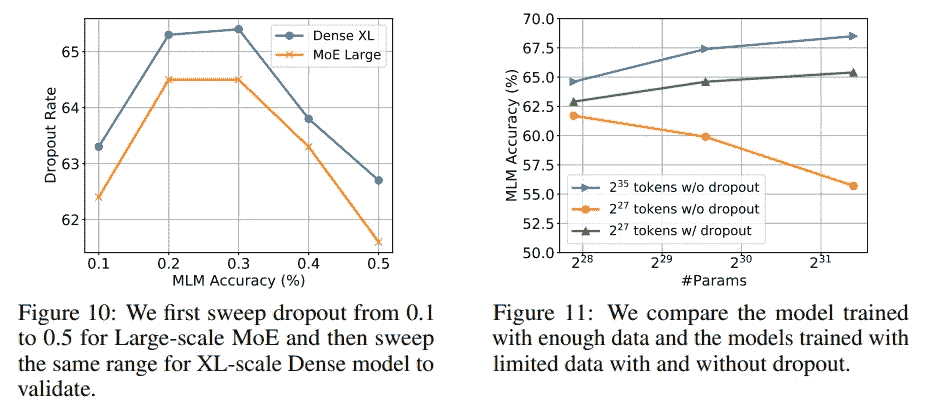 65
64
63
62
Dropout Rate
Dense XL
MoE Large
0.1 0.2 0.3 0.4 0.5
MLM Accuracy (%)
Figure 10: We first sweep dropout from 0.1
to 0.5 for Large-scale MoE and then sweep
the same range for XL-scale Dense model to
validate.
70.0
67.5
65.0
62.5
60.0
57.5
55.0
52.5
50.0
MLM Accuracy (%)
2^35 tokens w/o dropout
2^27 tokens w/o dropout
2^27 tokens w/ dropout
2^28 2^29 2^30 2^31
#Params
Figure 11: We compare the model trained
with enough data and the models trained with
limited data with and without dropout.